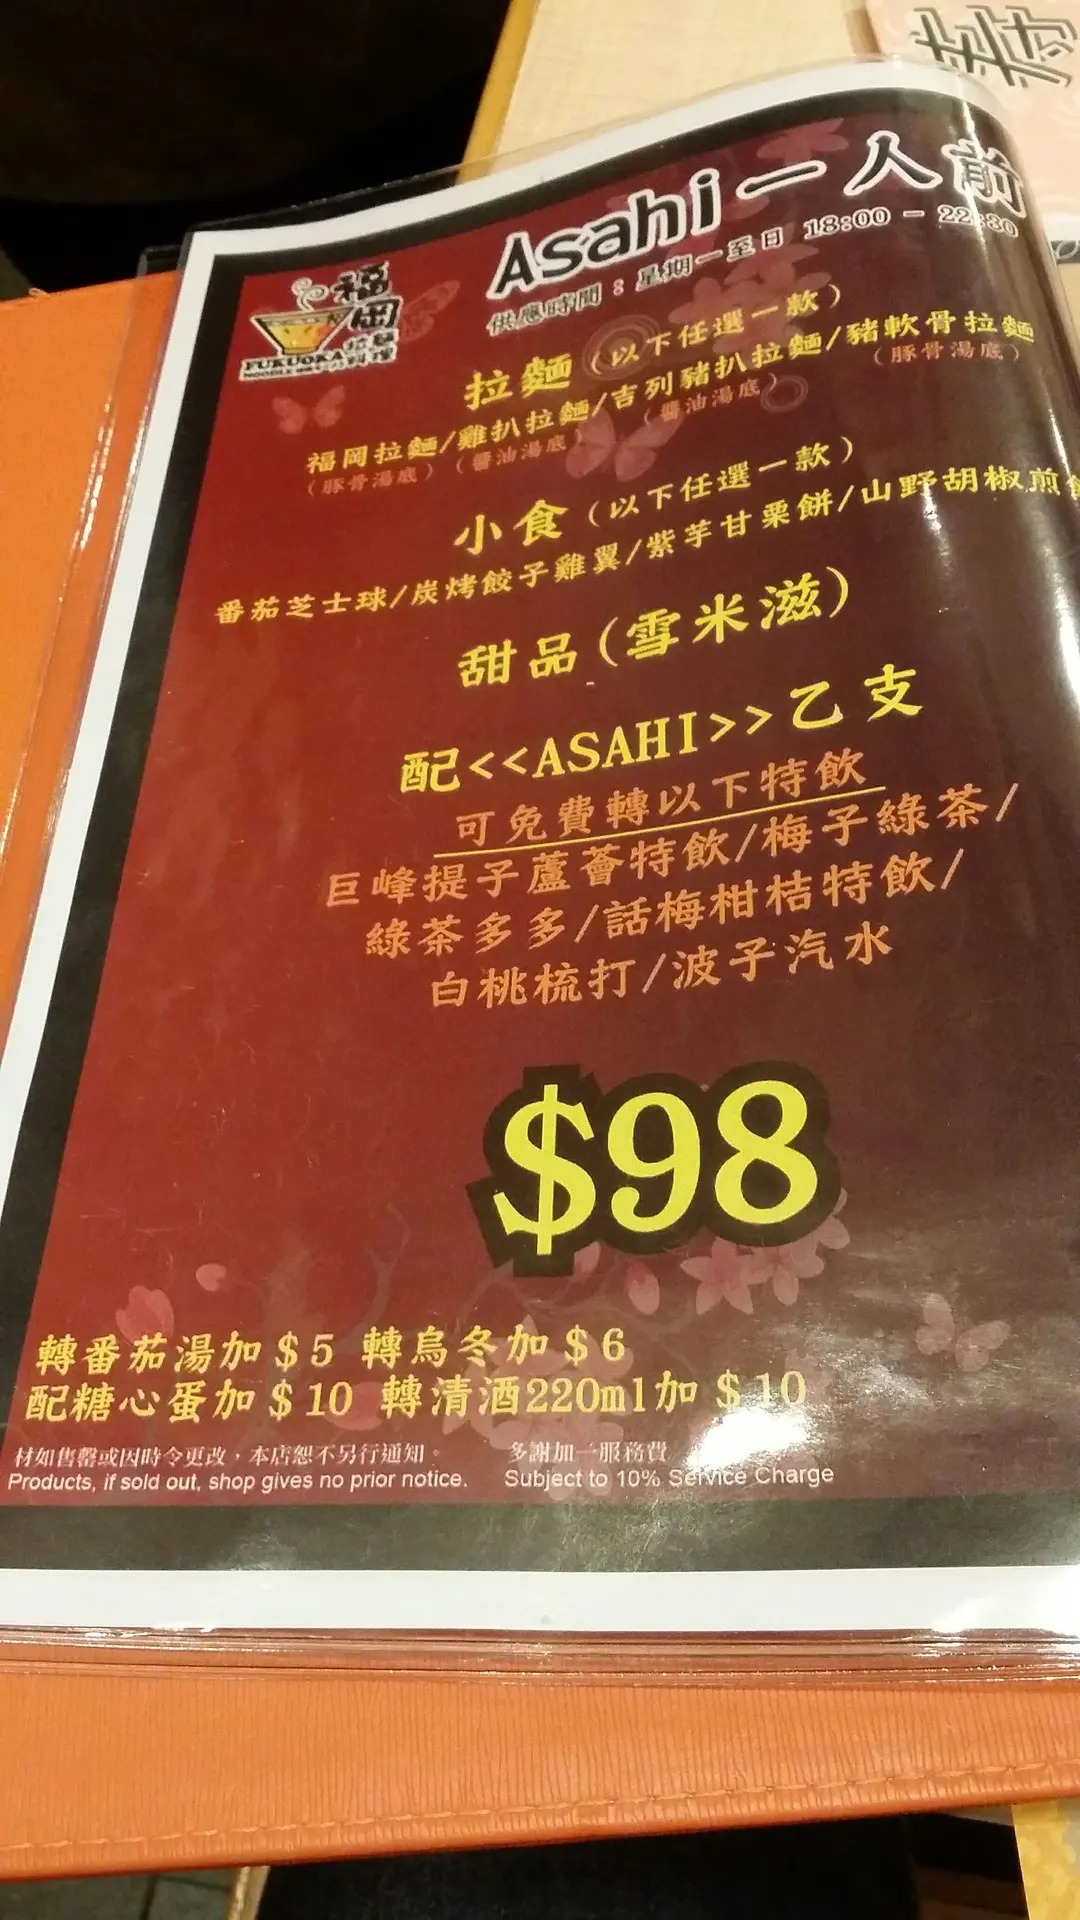 寿
Asahi一人前
供應時間：星期一至日 18:00 - 22:30
福岡
拉麵
FUKUOKA 料理
拉麵（以下任選一款）
福岡拉麵/雞扒拉麵/吉列豬扒拉麵/豬軟骨拉麵
（豚骨湯底）（醬油湯底）（醬油湯底）（豚骨湯底）
小食（以下任選一款）
番茄芝士球/炭烤餃子雞翼/紫芋甘栗餅/山野胡椒煎
甜品(雪米滋)
配<<ASAHI>>乙支
可免費轉以下特飲
巨峰提子蘆薈特飲/梅子綠茶/
綠茶多多/話梅柑桔特飲/
白桃梳打/波子汽水
$98
轉番茄湯加$5 轉烏冬加$6
配糖心蛋加$10 轉清酒220ml加$10
材如售罄或因時令更改，本店恕不另行通知。 多謝加一服務費
Products, if sold out, shop gives no prior notice. Subject to 10% Service Charge